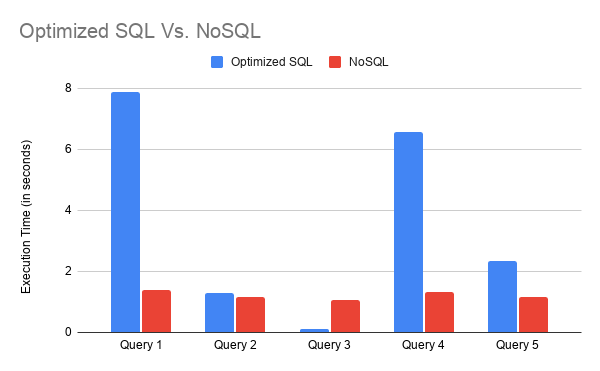 Optimized SQL Vs. NoSQL
Optimized SQL
NoSQL
Execution Time (in seconds)
8
6
4
2
0
Query 1
Query 2
Query 3
Query 4
Query 5